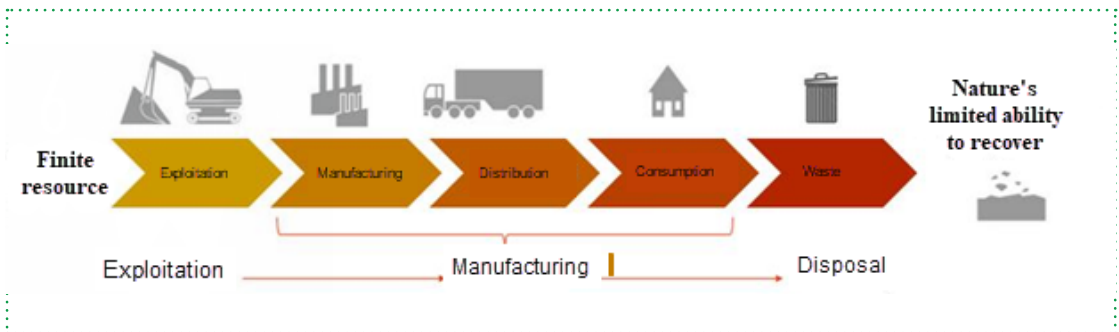 Nature's
limited ability
to recover
Finite
resource
Exploitation
Manufacturing
Distribution
Consumption
Waste
Exploitation
Manufacturing
Disposal